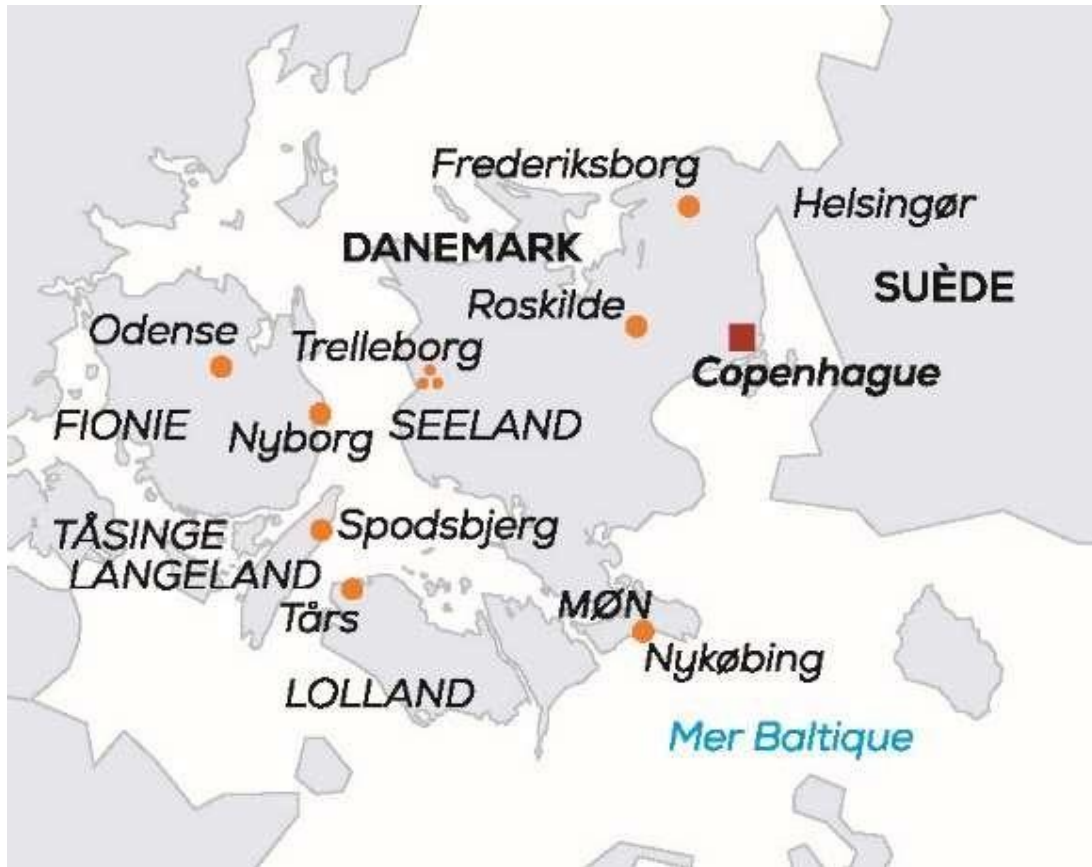 Frederiksborg
Helsingør
DANEMARK
SUÈDE
Roskilde
Odense
Trelleborg
Copenhague
FIONIE
Nyborg
SEELAND
TÅSINGE
Spodsbjerg
LANGELAND
Tårs
MØN
Nykøbing
LOLLAND
Mer Baltique